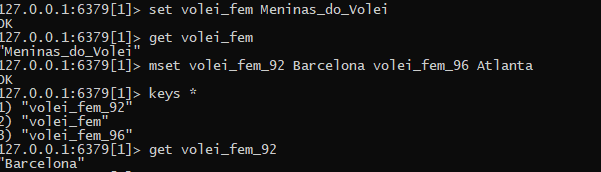 127.0.0.1:6379[1]> set volei_fem Meninas_do_Volei
OK
127.0.0.1:6379[1]> get volei_fem
"Meninas_do_Volei"
127.0.0.1:6379[1]> mset volei_fem_92 Barcelona volei_fem_96 Atlanta
OK
127.0.0.1:6379[1]> keys *
1) "volei_fem_92"
2) "volei_fem"
3) "volei_fem_96"
127.0.0.1:6379[1]> get volei_fem_92
"Barcelona"